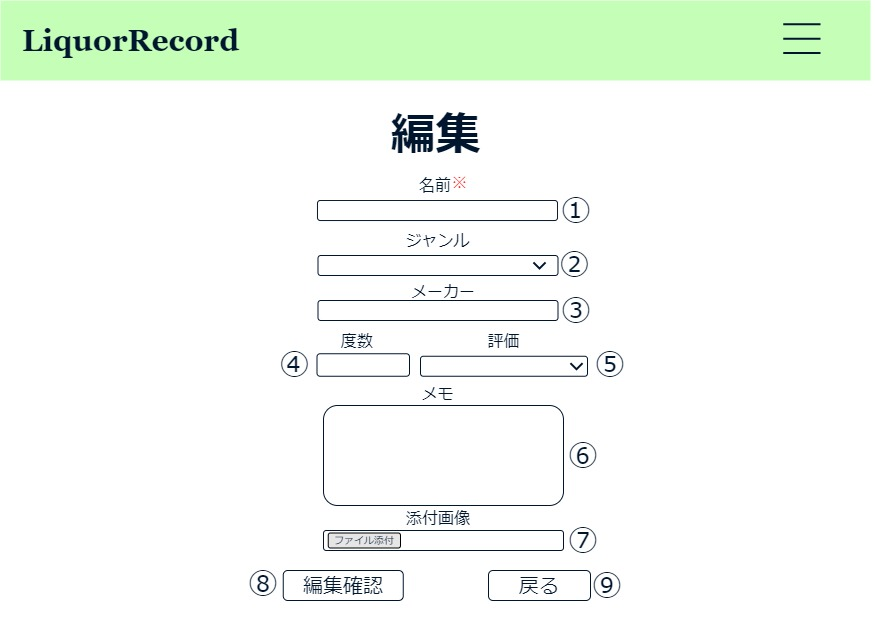 LiquorRecord
編集
名前※
①
ジャンル
②
メーカー
③
度数 評価
④ ⑤
メモ
⑥
添付画像
ファイル添付 ⑦
⑧ 編集確認 戻る ⑨